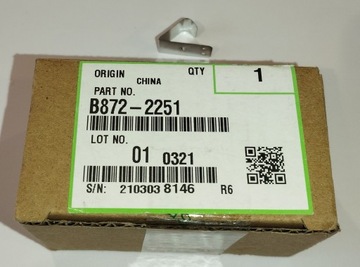 ORIGIN QTY 1
CHINA
PART NO.
B872-2251
LOT NO.
01 0321
S/N: 210303 8146 R6